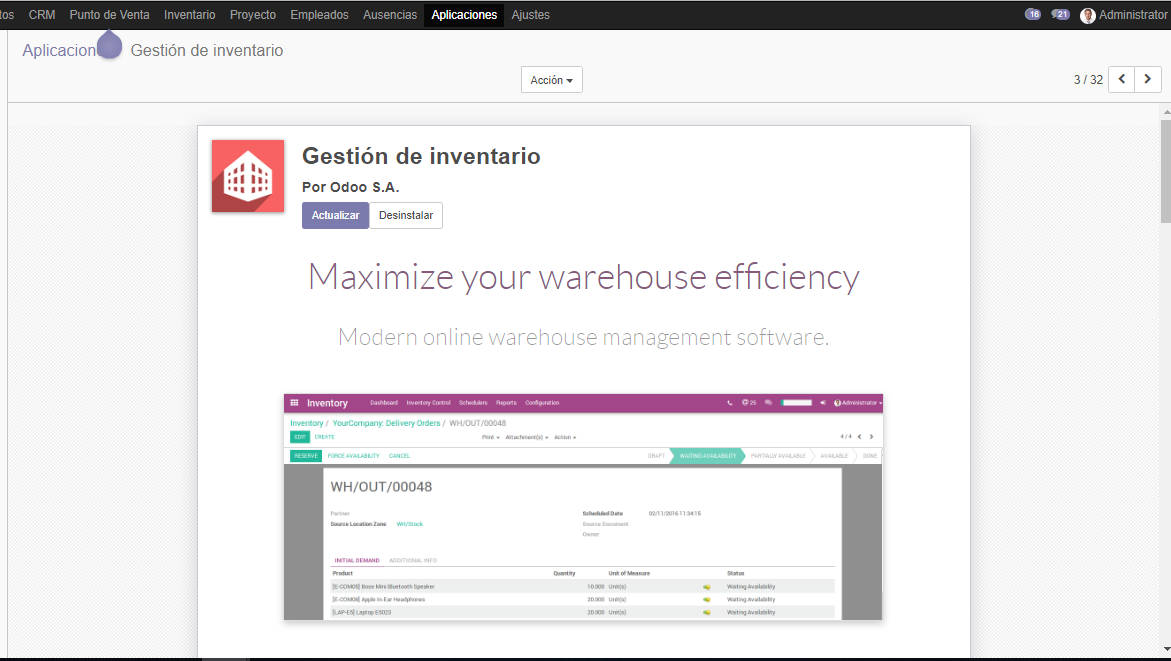 tos CRM Punto de Venta Inventario Proyecto Empleados Ausencias Aplicaciones Ajustes 16 21 Administrator
Aplicacion Gestión de inventario
Acción
3 / 32
Gestión de inventario
Por Odoo S.A.
Actualizar Desinstalar
Maximize your warehouse efficiency
Modern online warehouse management software.
Inventory Dashboard Inventory Control Schedulers Reports Configuration 25 Administrator
Inventory / YourCompany: Delivery Orders / WH/OUT/00048
EDIT CREATE Print Attachment(s) Action 4 / 4
RESERVE FORCE AVAILABILITY CANCEL DRAFT WAITING AVAILABILITY PARTIALLY AVAILABLE AVAILABLE DONE
WH/OUT/00048
Partner Scheduled Date 02/11/2016 11:34:15
Source Location Zone WH/Stock Source Document
Owner
INITIAL DEMAND ADDITIONAL INFO
Product Quantity Unit of Measure Status
[E-COM05] Bose Mini Bluetooth Speaker 10.000 Unit(s) Waiting Availability
[E-COM08] Apple In-Ear Headphones 20.000 Unit(s) Waiting Availability
[LAP-E5] Laptop E5023 20.000 Unit(s) Waiting Availability